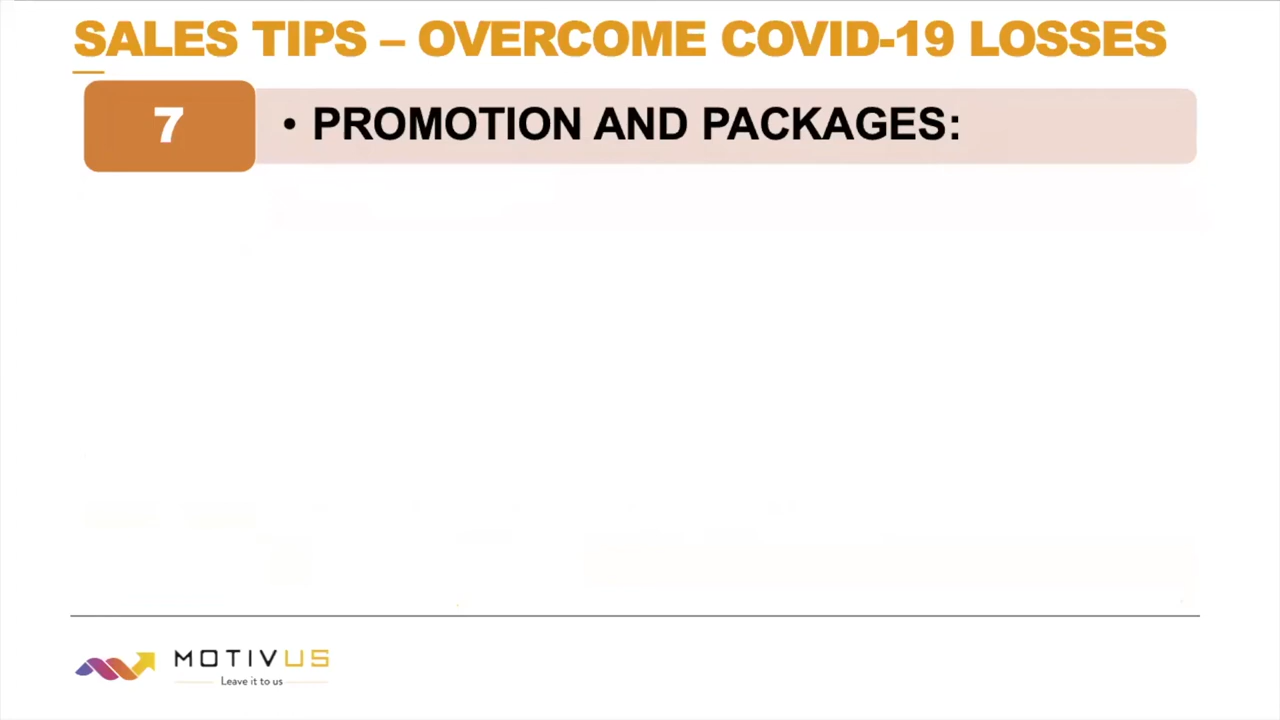 SALES TIPS – OVERCOME COVID-19 LOSSES
7
• PROMOTION AND PACKAGES:
MOTIVUS
Leave it to us